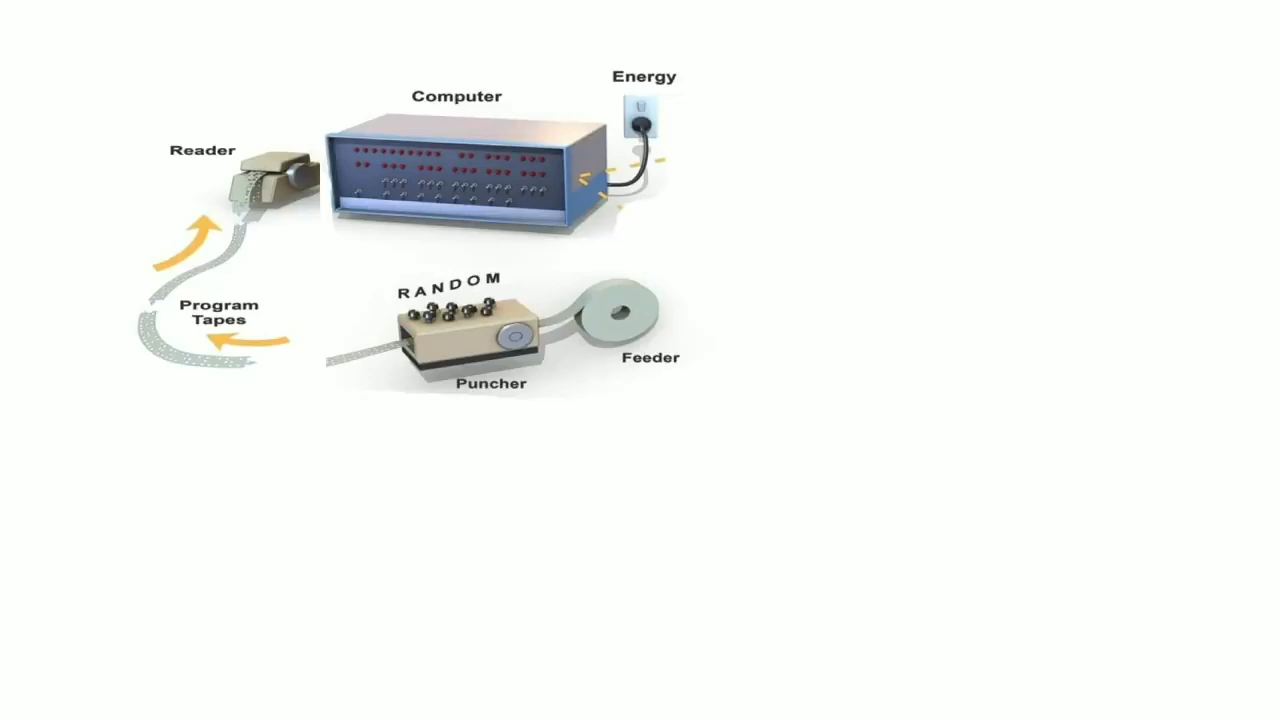 Energy
Computer
Reader
RANDOM
Program
Tapes
Feeder
Puncher